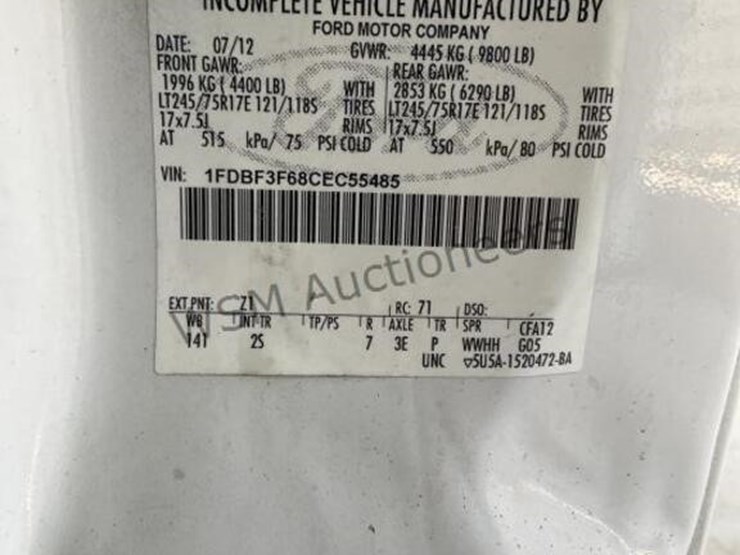 INCOMPLETE VEHICLE MANUFACTURED BY
FORD MOTOR COMPANY
DATE: 07/12 GVWR: 4445 KG ( 9800 LB)
FRONT GAWR: REAR GAWR:
1996 KG ( 4400 LB) WITH 2853 KG ( 6290 LB) WITH
LT245/75R17E 121/118S TIRES LT245/75R17E 121/118S TIRES
17x7.5J RIMS 17x7.5J RIMS
AT 515 kPa/ 75 PSI COLD AT 550 kPa/ 80 PSI COLD
VIN: 1FDBF3F68CEC55485
WSM Auctioneers
EXT PNT: Z1 RC: 71 DSO:
WB INT TR TP/PS R AXLE TR SPR CFA12
141 2S 7 3E P WWHH G05
UNC 5U5A-1520472-BA